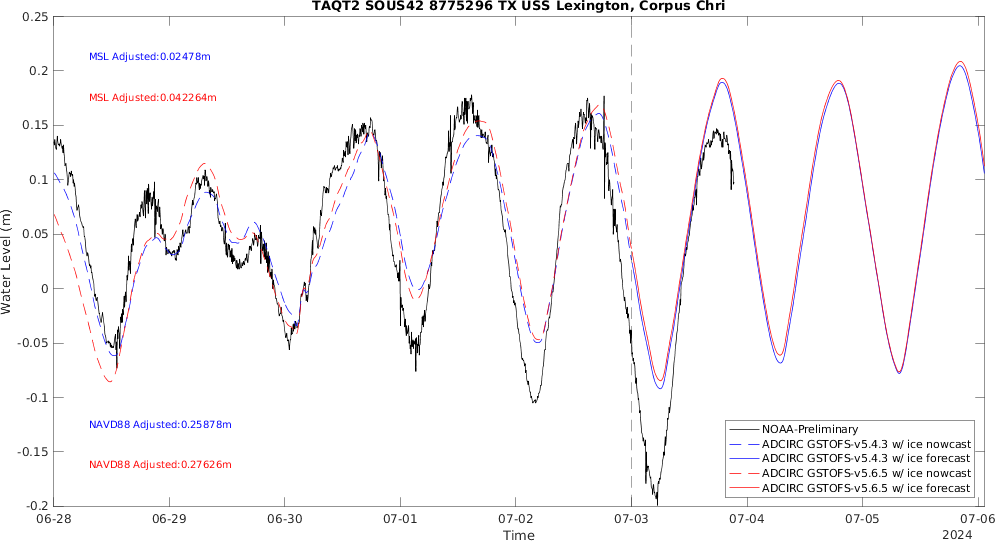 TAQT2 SOUS42 8775296 TX USS Lexington, Corpus Chri
0.25
0.2
0.15
0.1
0.05
0
-0.05
-0.1
-0.15
-0.2
Water Level (m)
MSL Adjusted:0.02478m
MSL Adjusted:0.042264m
NAVD88 Adjusted:0.25878m
NAVD88 Adjusted:0.27626m
NOAA-Preliminary
ADCIRC GSTOFS-v5.4.3 w/ ice nowcast
ADCIRC GSTOFS-v5.4.3 w/ ice forecast
ADCIRC GSTOFS-v5.6.5 w/ ice nowcast
ADCIRC GSTOFS-v5.6.5 w/ ice forecast
06-28 06-29 06-30 07-01 07-02 07-03 07-04 07-05 07-06
Time 2024